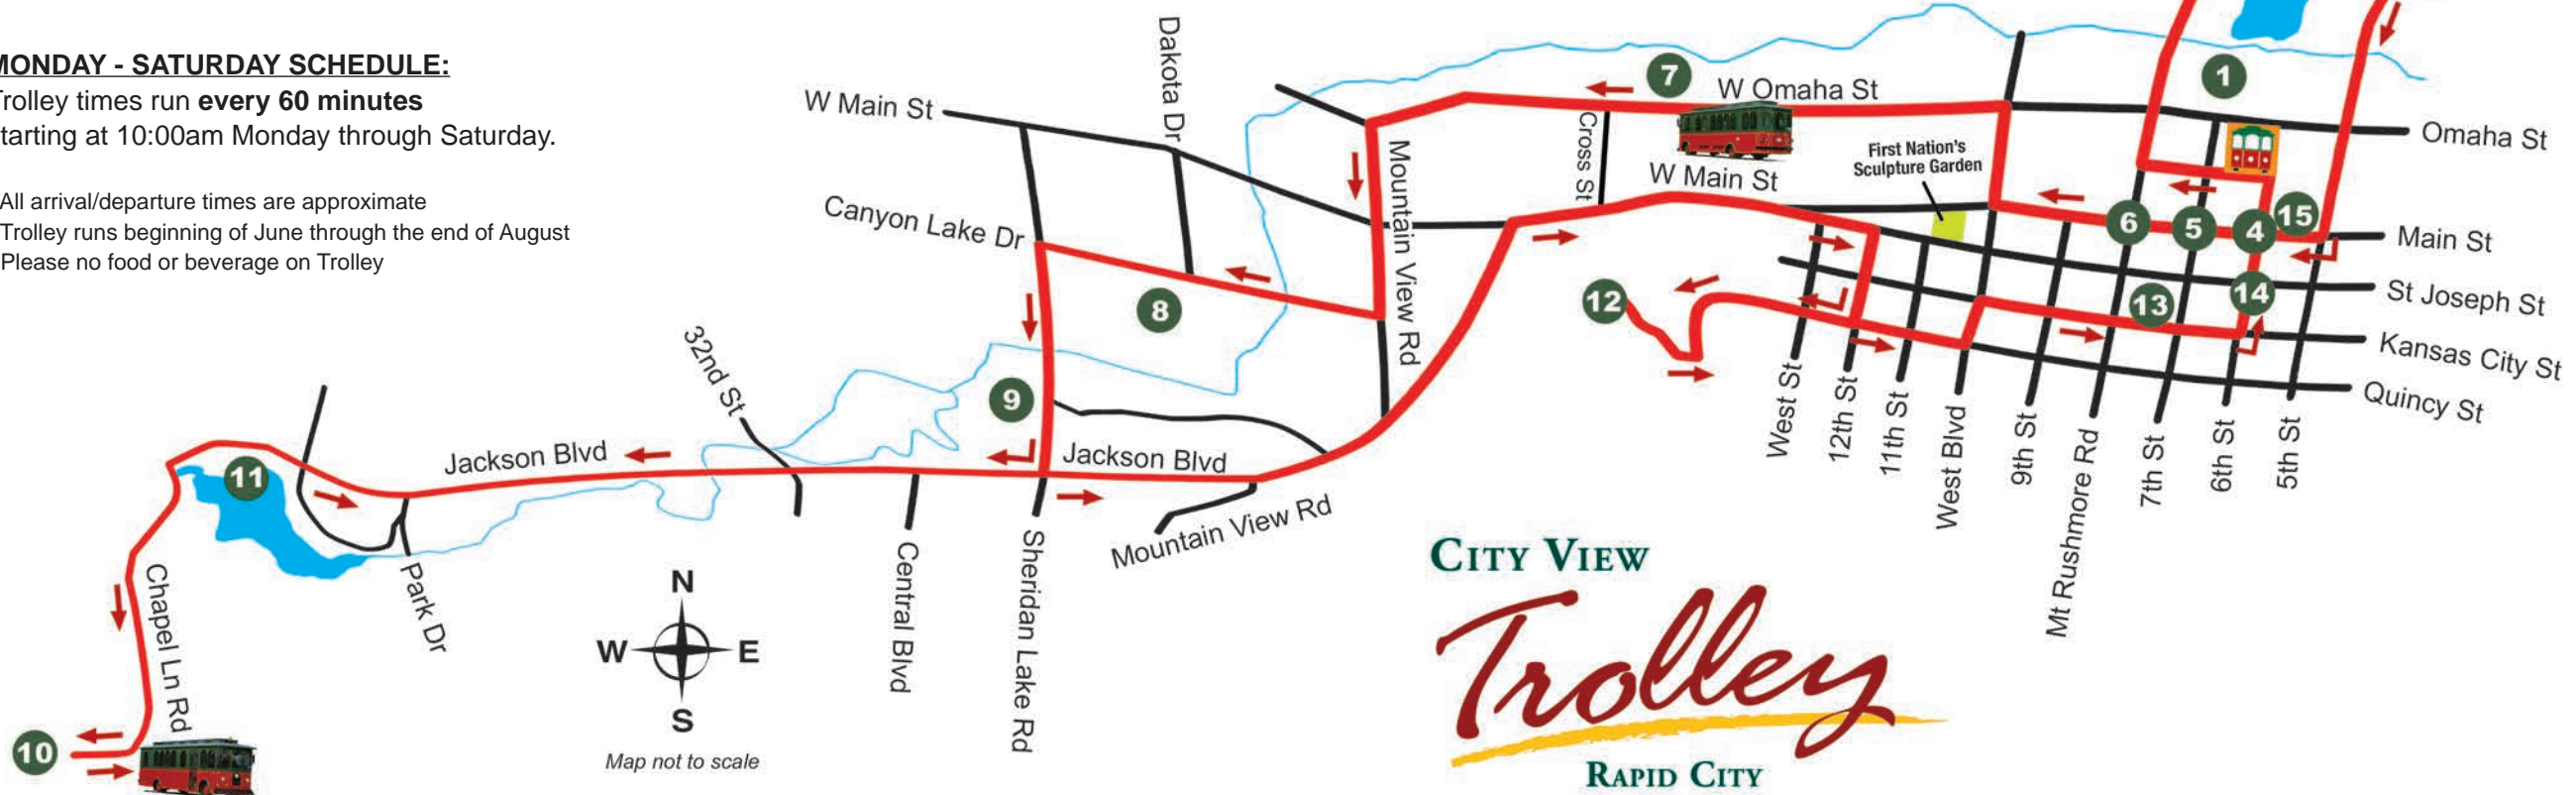 MONDAY - SATURDAY SCHEDULE:
Trolley times run every 60 minutes
starting at 10:00am Monday through Saturday.
All arrival/departure times are approximate
Trolley runs beginning of June through the end of August
Please no food or beverage on Trolley
W Main St
Dakota Dr
Canyon Lake Dr
7
W Omaha St
1
Omaha St
Cross St
First Nation's
Sculpture Garden
W Main St
Mountain View Rd
6
5
4
15
Main St
8
12
13
14
St Joseph St
Kansas City St
Quincy St
32nd St
9
11
Jackson Blvd
Jackson Blvd
Mountain View Rd
West St
12th St
11th St
West Blvd
9th St
Mt Rushmore Rd
7th St
6th St
5th St
Chapel Ln Rd
Park Dr
Central Blvd
Sheridan Lake Rd
10
N
W
E
S
Map not to scale
CITY VIEW
Trolley
RAPID CITY